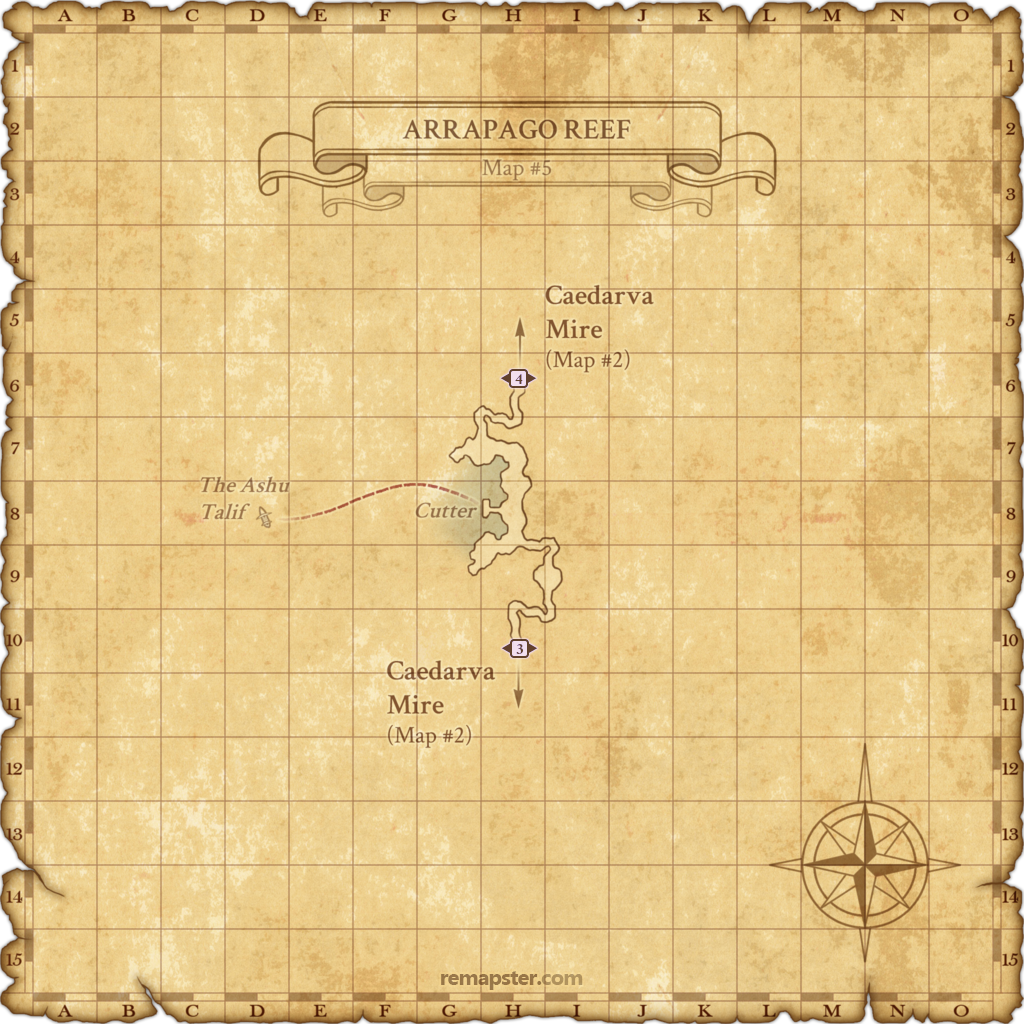 A B C D E F G H I J K L M N O
1 1
2 2
ARRAPAGO REEF
Map #5
3 3
4 4
Caedarva
5 5
Mire
(Map #2)
4
6 6
7 7
The Ashu
Talif
Cutter
8 8
9 9
10 10
3
Caedarva
Mire
11 11
(Map #2)
12 12
13 13
14 14
15 15
remapster.com
A B C D E F G H I J K L M N O